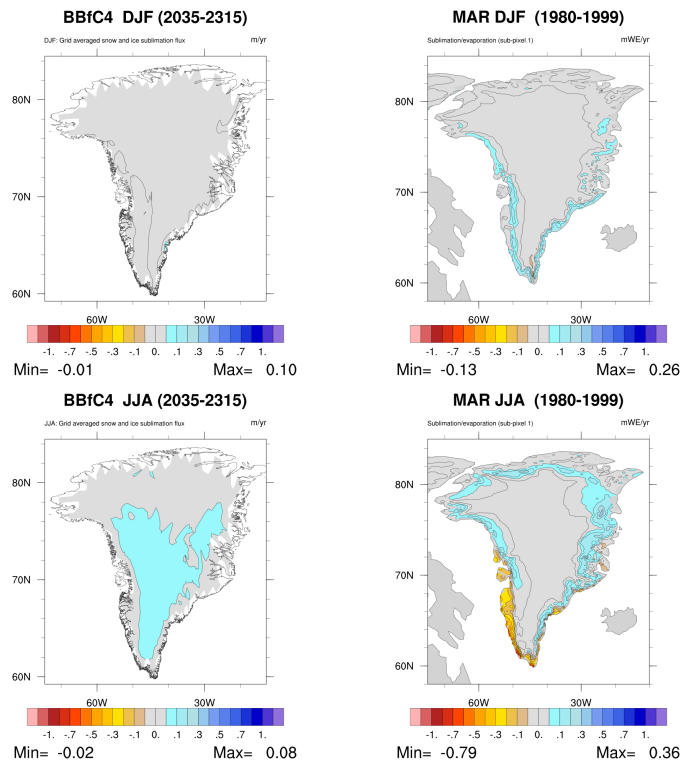 BBfC4 DJF (2035-2315)
DJF: Grid averaged snow and ice sublimation flux m/yr
80N
70N
60N
60W 30W
-1. -.7 -.5 -.3 -.1 0. .1 .3 .5 .7 1.
Min= -0.01 Max= 0.10
MAR DJF (1980-1999)
Sublimation/evaporation (sub-pixel 1) mWE/yr
80N
70N
60N
60W 30W
-1. -.7 -.5 -.3 -.1 0. .1 .3 .5 .7 1.
Min= -0.13 Max= 0.26
BBfC4 JJA (2035-2315)
JJA: Grid averaged snow and ice sublimation flux m/yr
80N
70N
60N
60W 30W
-1. -.7 -.5 -.3 -.1 0. .1 .3 .5 .7 1.
Min= -0.02 Max= 0.08
MAR JJA (1980-1999)
Sublimation/evaporation (sub-pixel 1) mWE/yr
80N
70N
60N
60W 30W
-1. -.7 -.5 -.3 -.1 0. .1 .3 .5 .7 1.
Min= -0.79 Max= 0.36